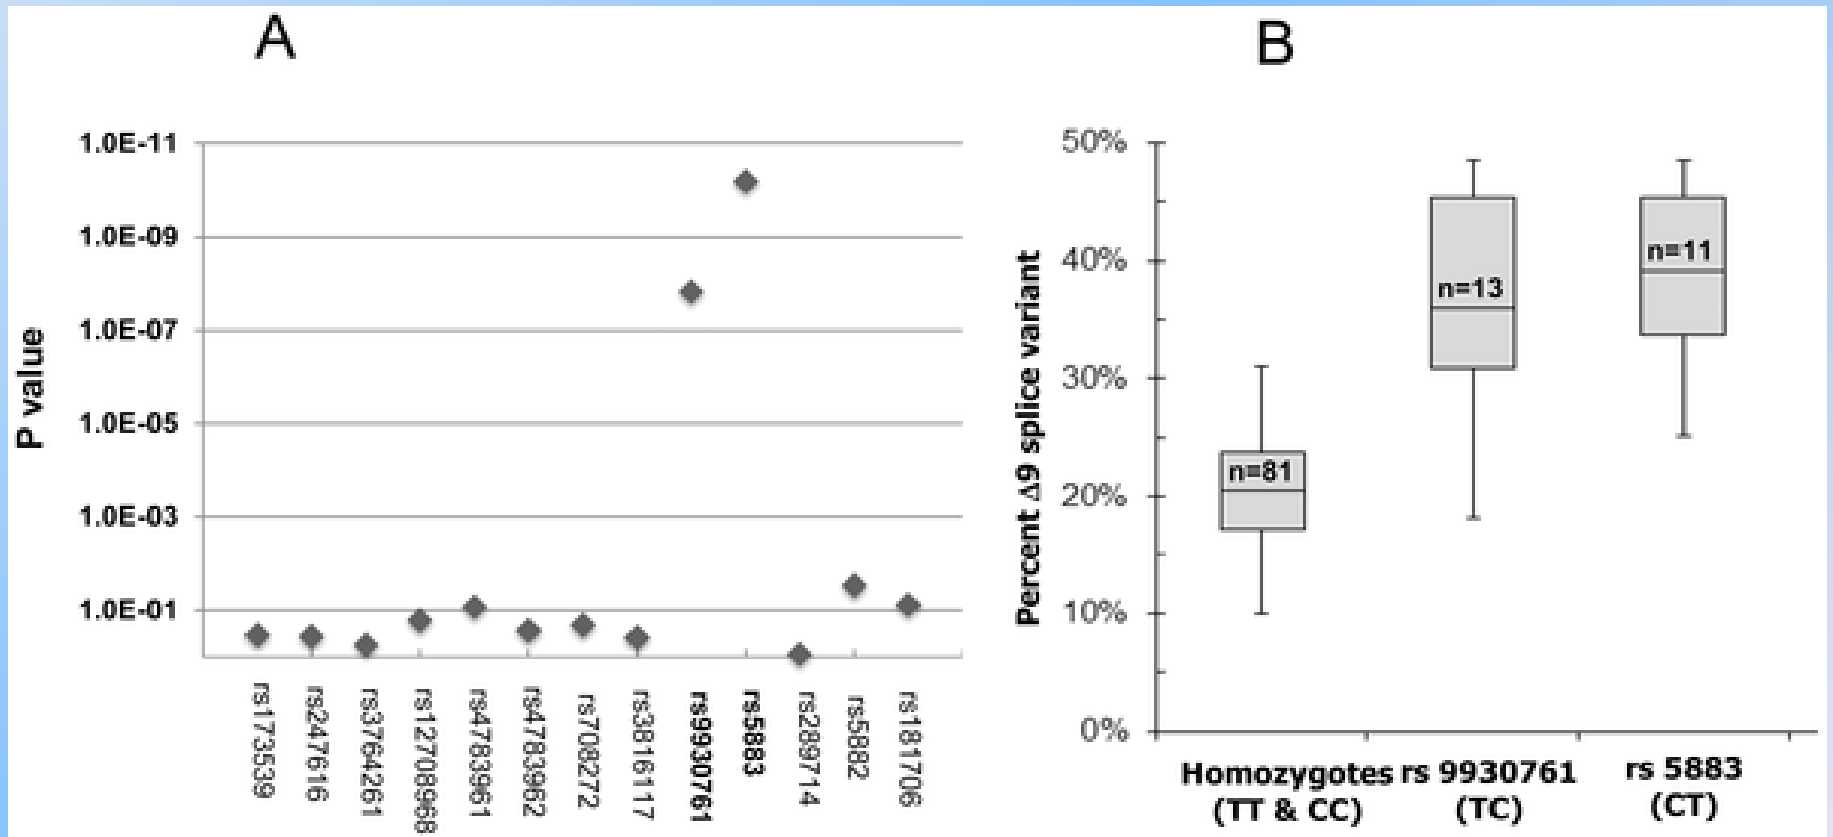 A
1.0E-11
1.0E-09
1.0E-07
1.0E-05
1.0E-03
1.0E-01
P value
rs173539
rs247616
rs3764261
rs12708968
rs4783961
rs4783962
rs708272
rs3816117
rs9930761
rs5883
rs289714
rs5882
rs181706
B
50%
40%
30%
20%
10%
0%
Percent Δ9 splice variant
n=81
n=13
n=11
Homozygotes
(TT & CC)
rs 9930761
(TC)
rs 5883
(CT)